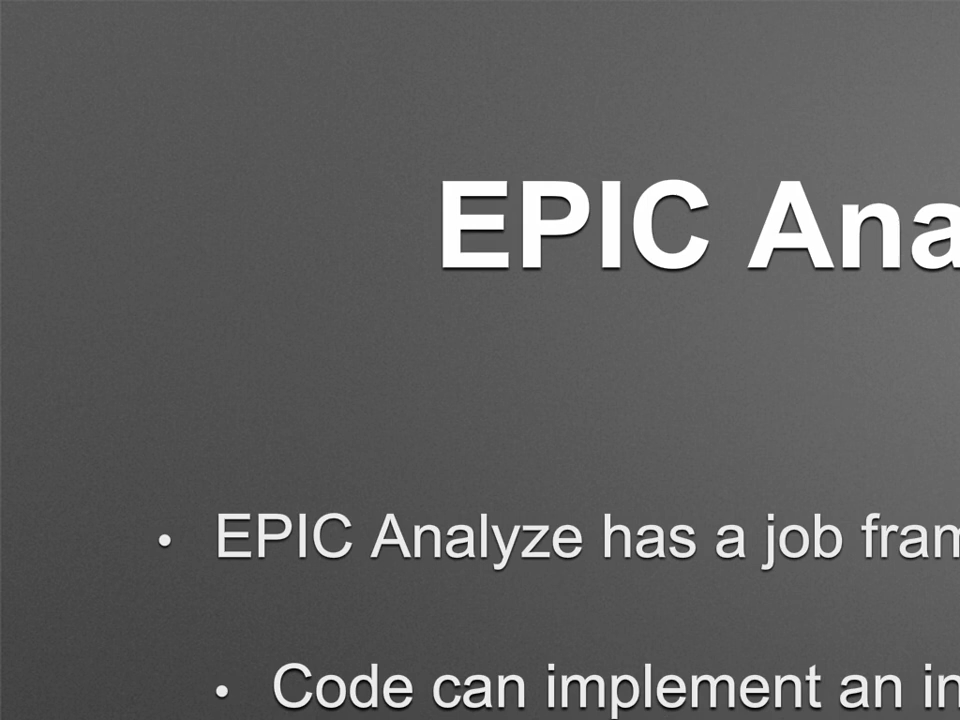 EPIC Ana
• EPIC Analyze has a job fram
• Code can implement an in